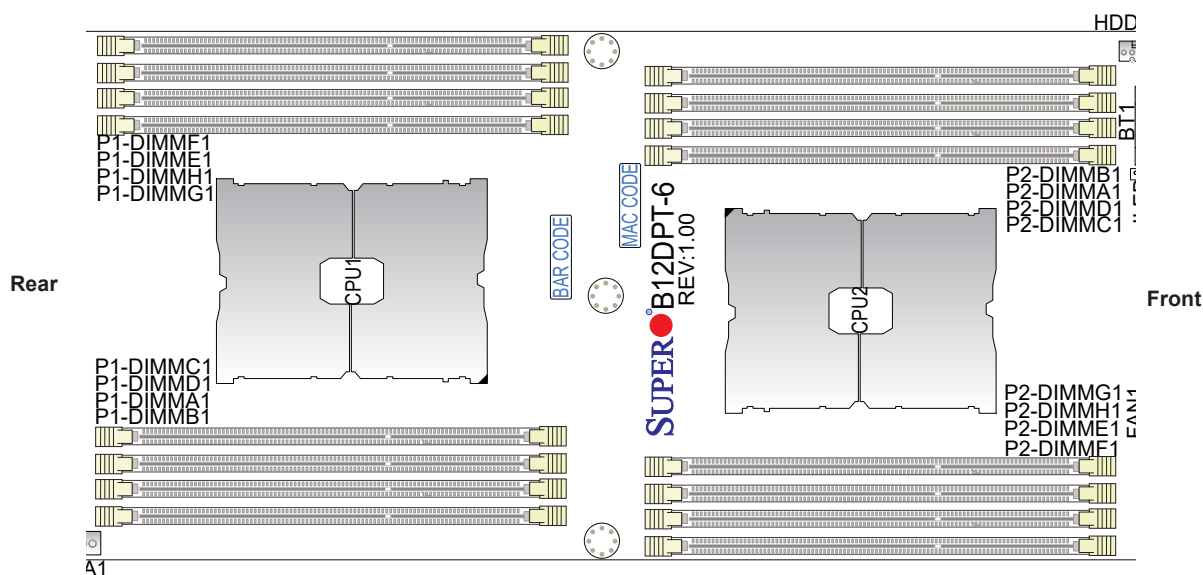 HDD
P1-DIMMF1
P1-DIMME1
P1-DIMMH1
P1-DIMMG1
BT1
P2-DIMMB1
P2-DIMMA1
P2-DIMMD1
P2-DIMMC1
Rear
CPU1
BAR CODE
MAC CODE
SUPER B12DPT-6
REV:1.00
CPU2
Front
P1-DIMMC1
P1-DIMMD1
P1-DIMMA1
P1-DIMMB1
P2-DIMMG1
P2-DIMMH1
P2-DIMME1
P2-DIMMF1
FAN1
A1